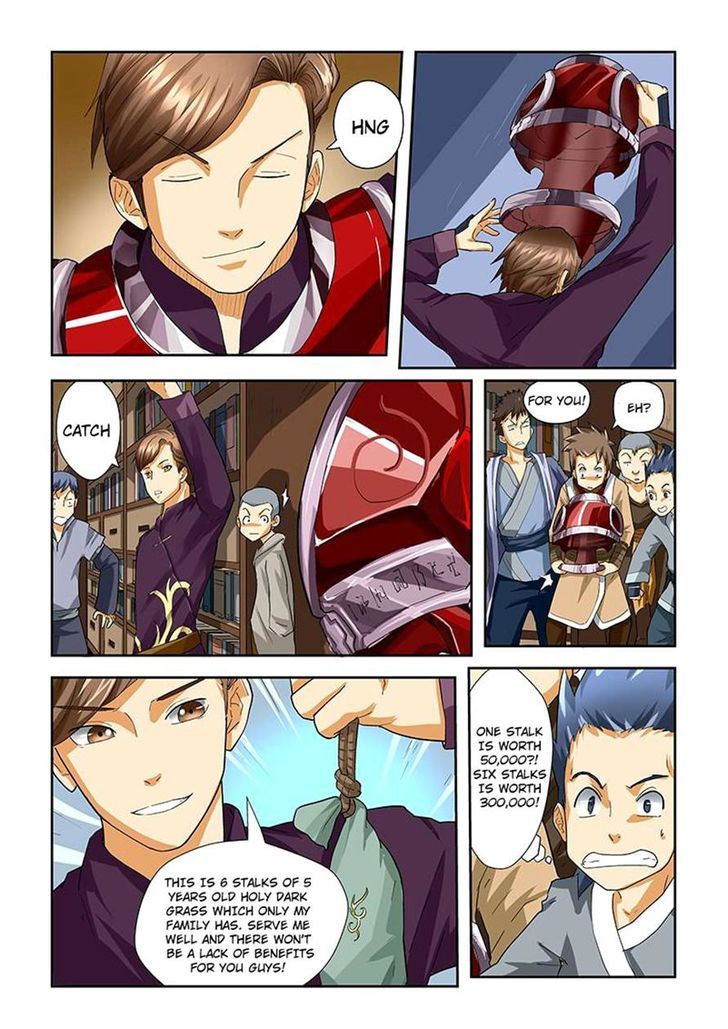 HNG
CATCH
FOR YOU!
EH?
THIS IS 6 STALKS OF 5
YEARS OLD HOLY DARK
GRASS WHICH ONLY MY
FAMILY HAS. SERVE ME
WELL AND THERE WON'T
BE A LACK OF BENEFITS
FOR YOU GUYS!
ONE STALK
IS WORTH
50,000?!
SIX STALKS
IS WORTH
300,000!